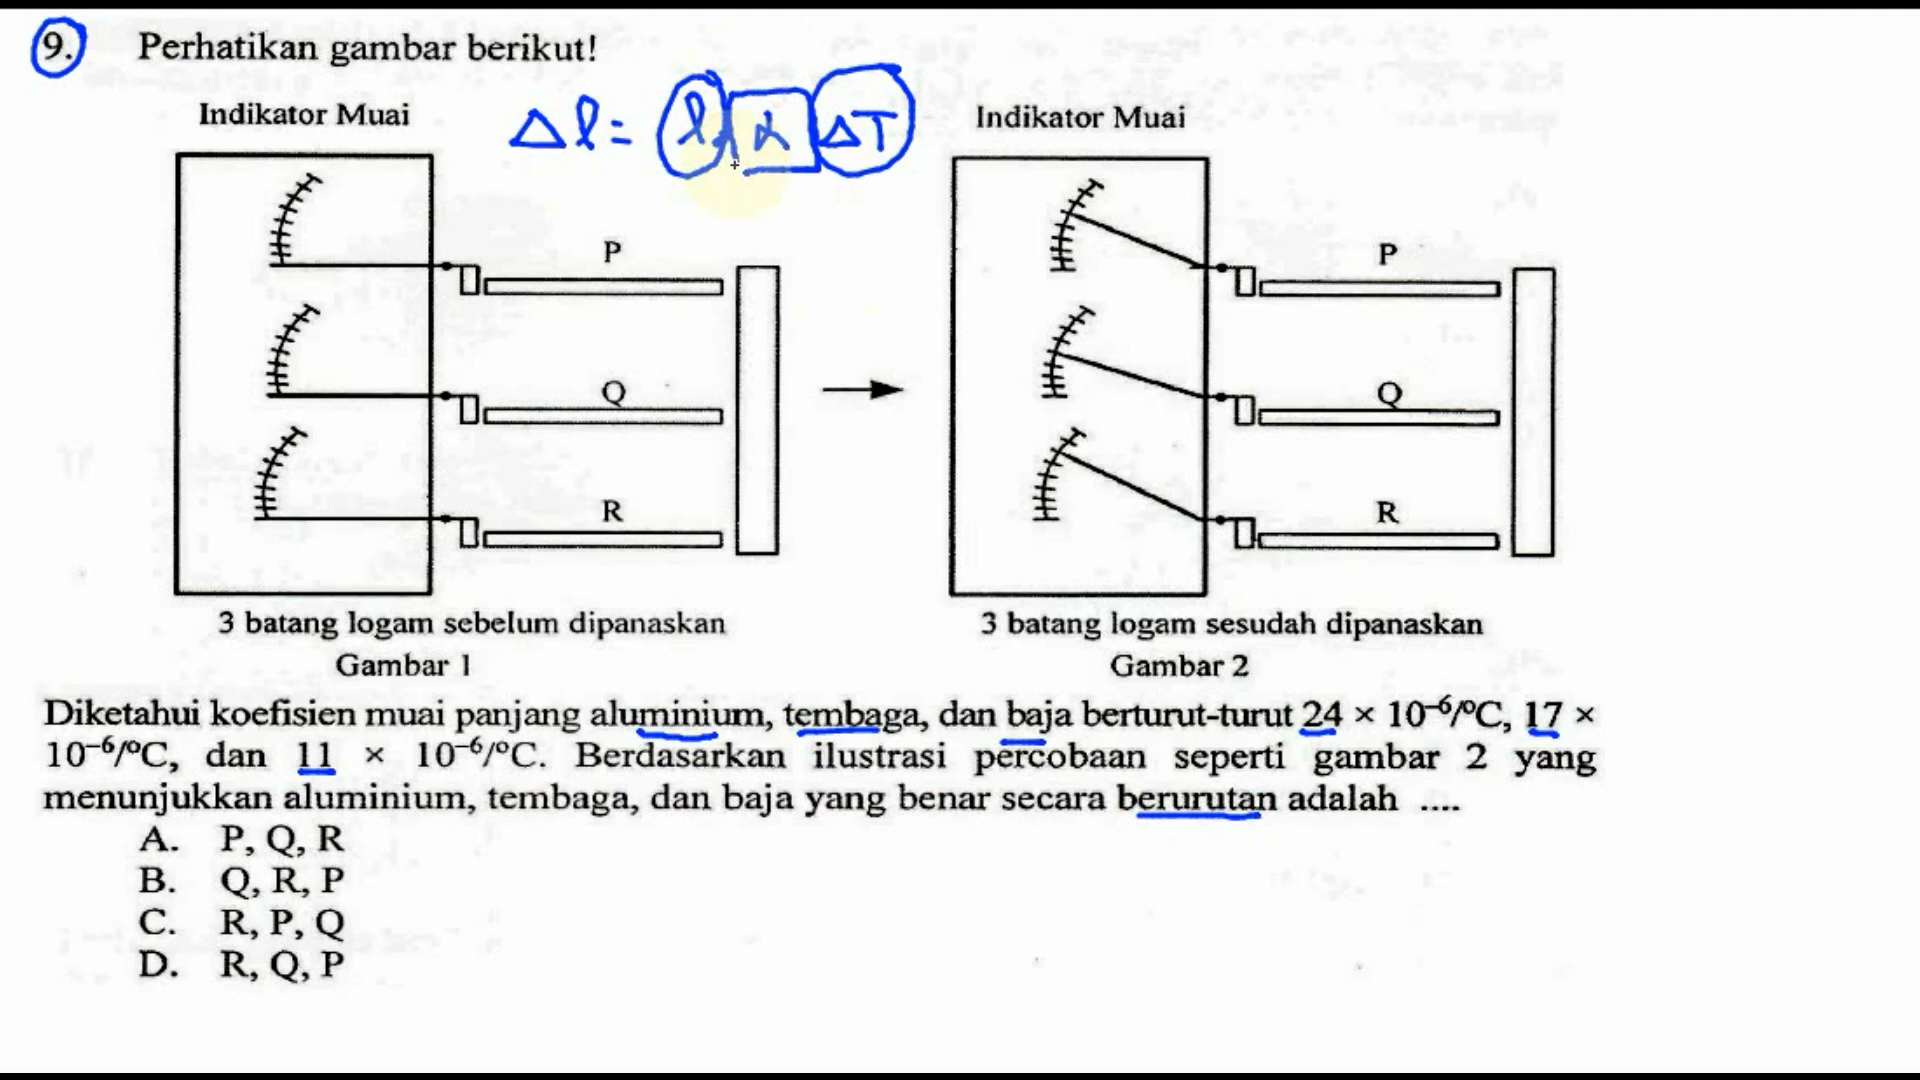 9. Perhatikan gambar berikut!
Indikator Muai
Δl = l α ΔT
Indikator Muai
P
Q
R
P
Q
R
3 batang logam sebelum dipanaskan
Gambar 1
3 batang logam sesudah dipanaskan
Gambar 2
Diketahui koefisien muai panjang aluminium, tembaga, dan baja berturut-turut 24 × 10⁻⁶/⁰C, 17 ×
10⁻⁶/⁰C, dan 11 × 10⁻⁶/⁰C. Berdasarkan ilustrasi percobaan seperti gambar 2 yang
menunjukkan aluminium, tembaga, dan baja yang benar secara berurutan adalah ....
A. P, Q, R
B. Q, R, P
C. R, P, Q
D. R, Q, P